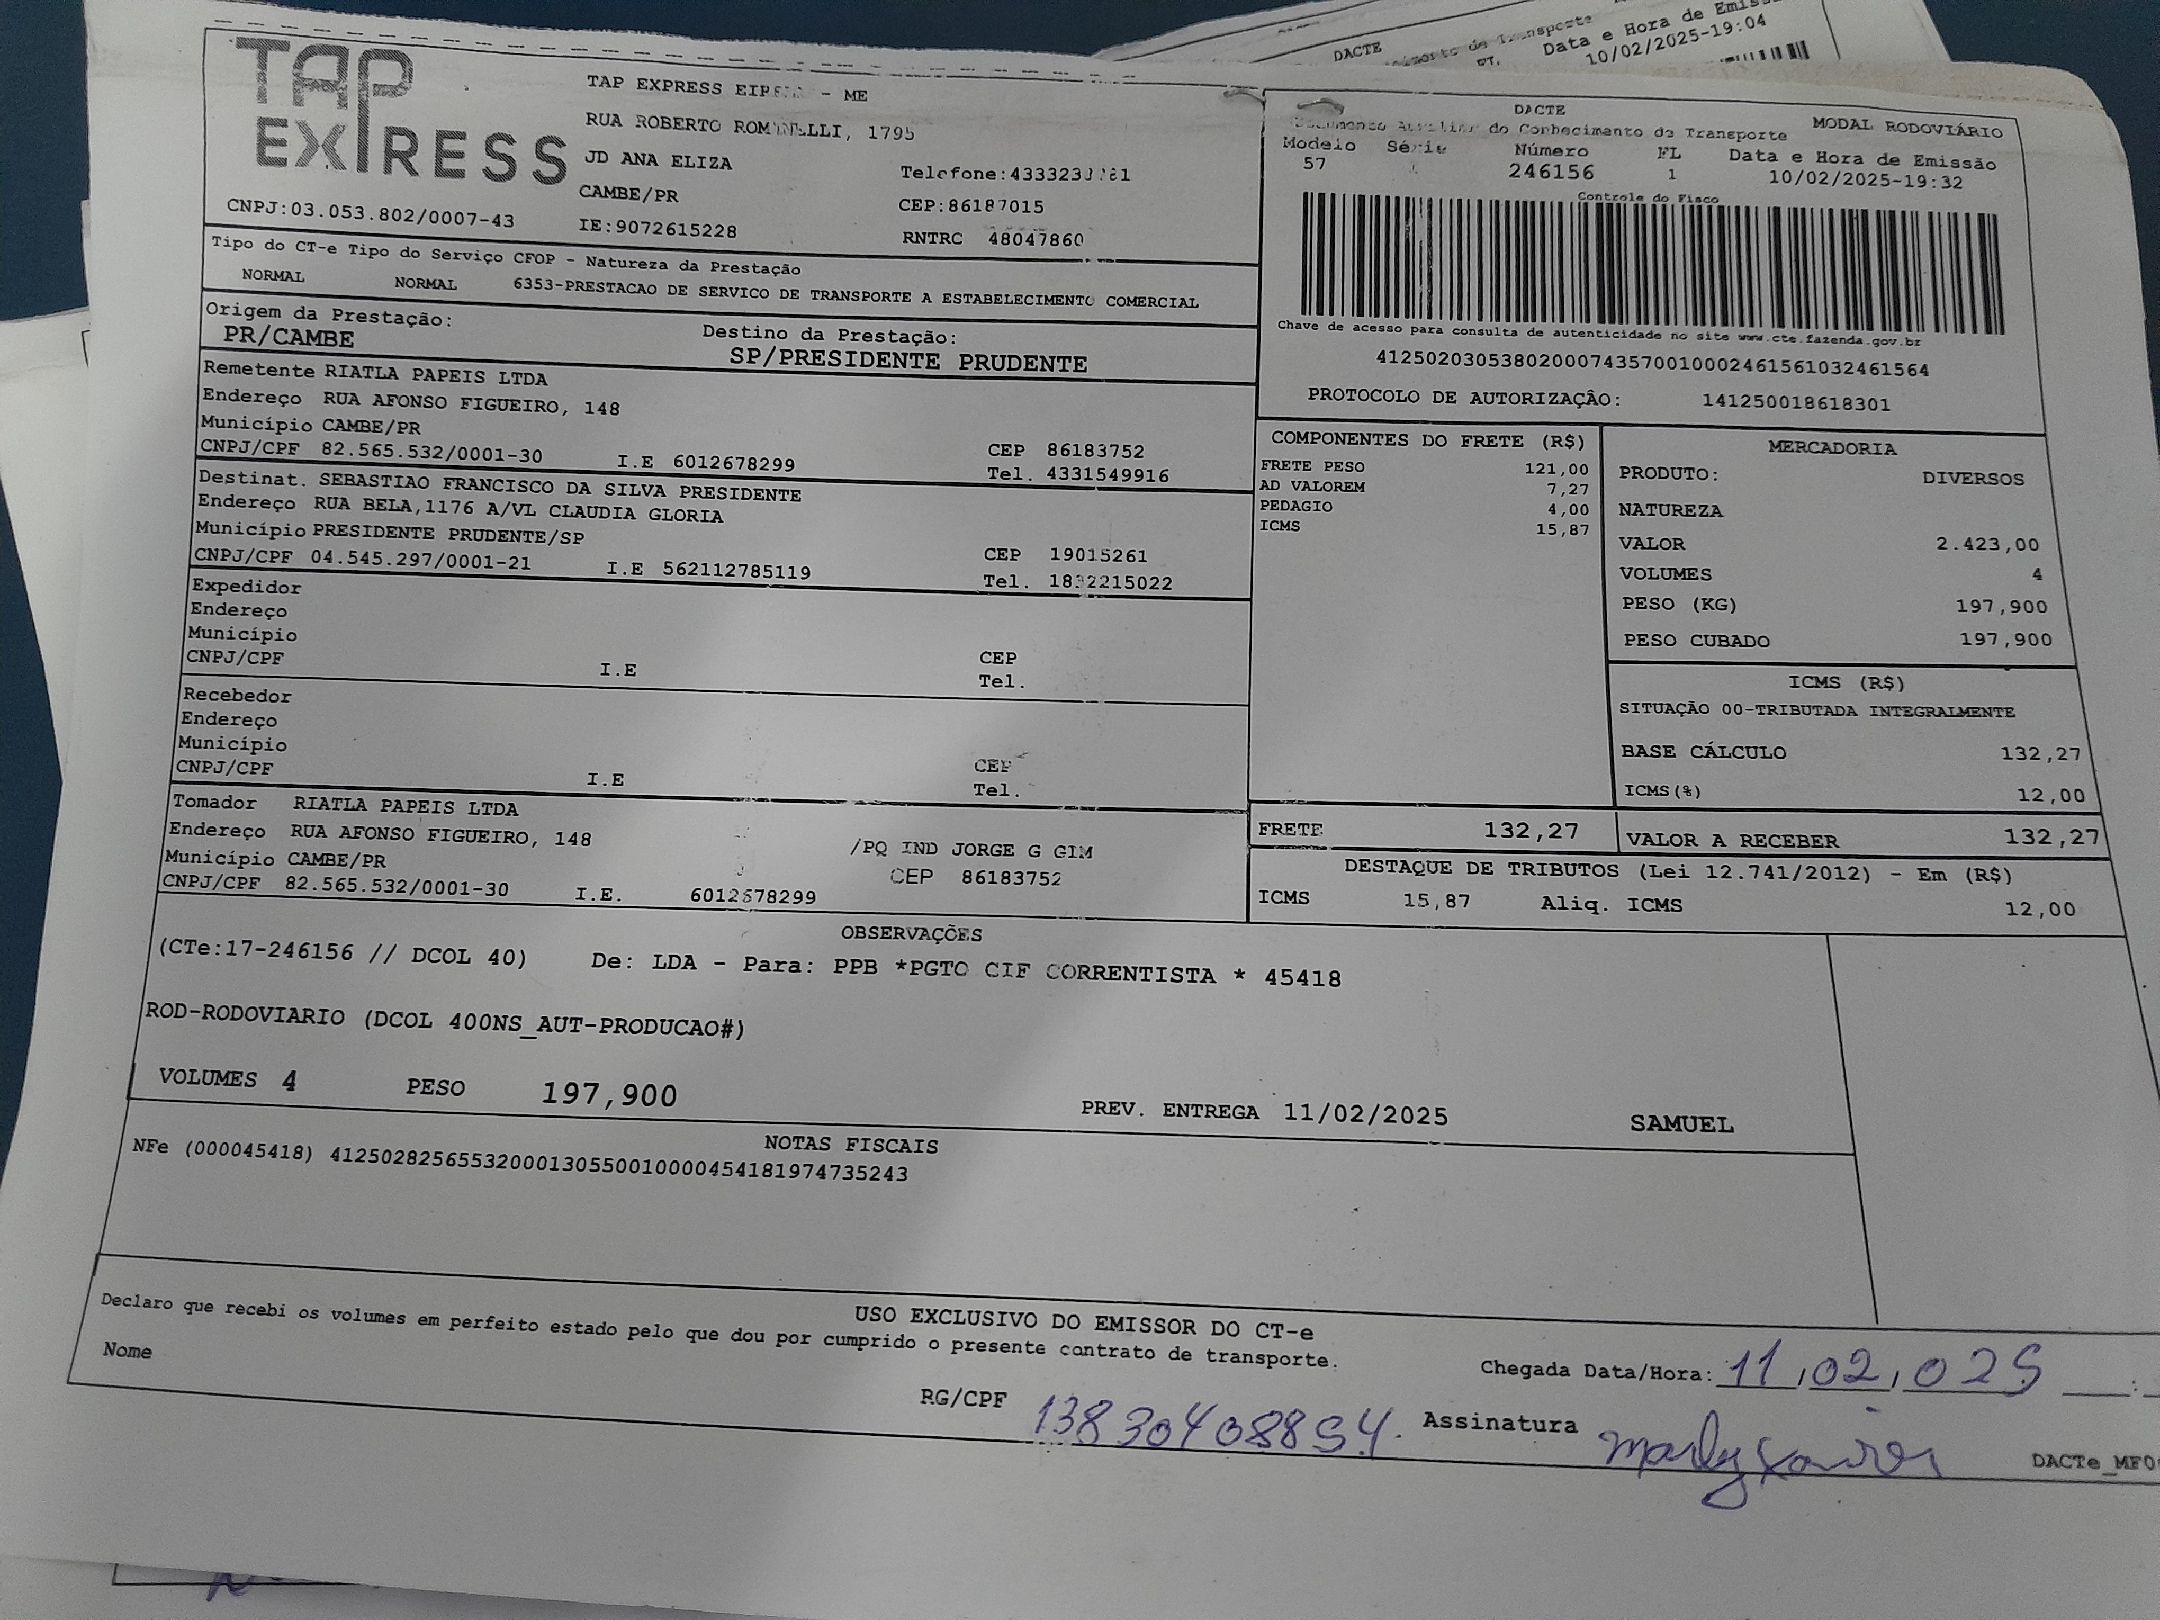 DACTE
Data e Hora de
10/02/2025-19:04
TAP
EXPRESS
TAP EXPRESS - ME
RUA ROBERTO 1795
JD ANA ELIZA
CAMBE/PR
IE:9072615228
CNPJ:03.053.802/0007-43
CEP:86187015
RNTRC 48047860
DACTE
do Conhecimento de Transporte
MODAL RODOVIÁRIO
Modelo Série Número FL Data e Hora de Emissão
57 246156 1 10/02/2025-19:32
Controle do Fisco
Chave de acesso para consulta de autenticidade no site www.cte.fazenda.gov.br
41250203053802000743570010002461561032461564
PROTOCOLO DE AUTORIZAÇÃO: 141250018618301
Tipo do CT-e Tipo do Serviço CFOP - Natureza da Prestação
NORMAL NORMAL 6353-PRESTACAO DE SERVICO DE TRANSPORTE A ESTABELECIMENTO COMERCIAL
Origem da Prestação: Destino da Prestação:
PR/CAMBE SP/PRESIDENTE PRUDENTE
Remetente RIATLA PAPEIS LTDA
Endereço RUA AFONSO FIGUEIRO, 148
Município CAMBE/PR CEP 86183752
CNPJ/CPF 82.565.532/0001-30 I.E 6012678299 Tel. 4331549916
Destinat. SEBASTIAO FRANCISCO DA SILVA PRESIDENTE
Endereço RUA BELA,1176 A/VL CLAUDIA GLORIA
Município PRESIDENTE PRUDENTE/SP CEP 19015261
CNPJ/CPF 04.545.297/0001-21 I.E 562112785119 Tel.
Expedidor
Endereço
Município CEP
CNPJ/CPF I.E Tel.
Recebedor
Endereço
Município CEP
CNPJ/CPF I.E Tel.
Tomador RIATLA PAPEIS LTDA
Endereço RUA AFONSO FIGUEIRO, 148 /PQ IND JORGE G GIM
Município CAMBE/PR CEP 86183752
CNPJ/CPF 82.565.532/0001-30 I.E. 6012678299
COMPONENTES DO FRETE (R$)
FRETE PESO 121,00
AD VALOREM 7,27
PEDAGIO 4,00
ICMS 15,87
MERCADORIA
PRODUTO: DIVERSOS
NATUREZA
VALOR 2.423,00
VOLUMES 4
PESO (KG) 197,900
PESO CUBADO 197,900
ICMS (R$)
SITUAÇÃO 00-TRIBUTADA INTEGRALMENTE
BASE CÁLCULO 132,27
ICMS(%) 12,00
FRETE 132,27 VALOR A RECEBER 132,27
DESTAQUE DE TRIBUTOS (Lei 12.741/2012) - Em (R$)
ICMS 15,87 Aliq. ICMS 12,00
OBSERVAÇÕES
(CTe:17-246156 // DCOL 40) De: LDA - Para: PPB *PGTO CIF CORRENTISTA * 45418
ROD-RODOVIARIO (DCOL 400NS_AUT-PRODUCAO#)
VOLUMES 4 PESO 197,900 PREV. ENTREGA 11/02/2025 SAMUEL
NOTAS FISCAIS
NFe (000045418) 41250282565532000130550010000454181974735243
USO EXCLUSIVO DO EMISSOR DO CT-e
Declaro que recebi os volumes em perfeito estado pelo que dou por cumprido o presente contrato de transporte.
Chegada Data/Hora: 11,02,025
Nome RG/CPF 13830408854. Assinatura Marly Xavier